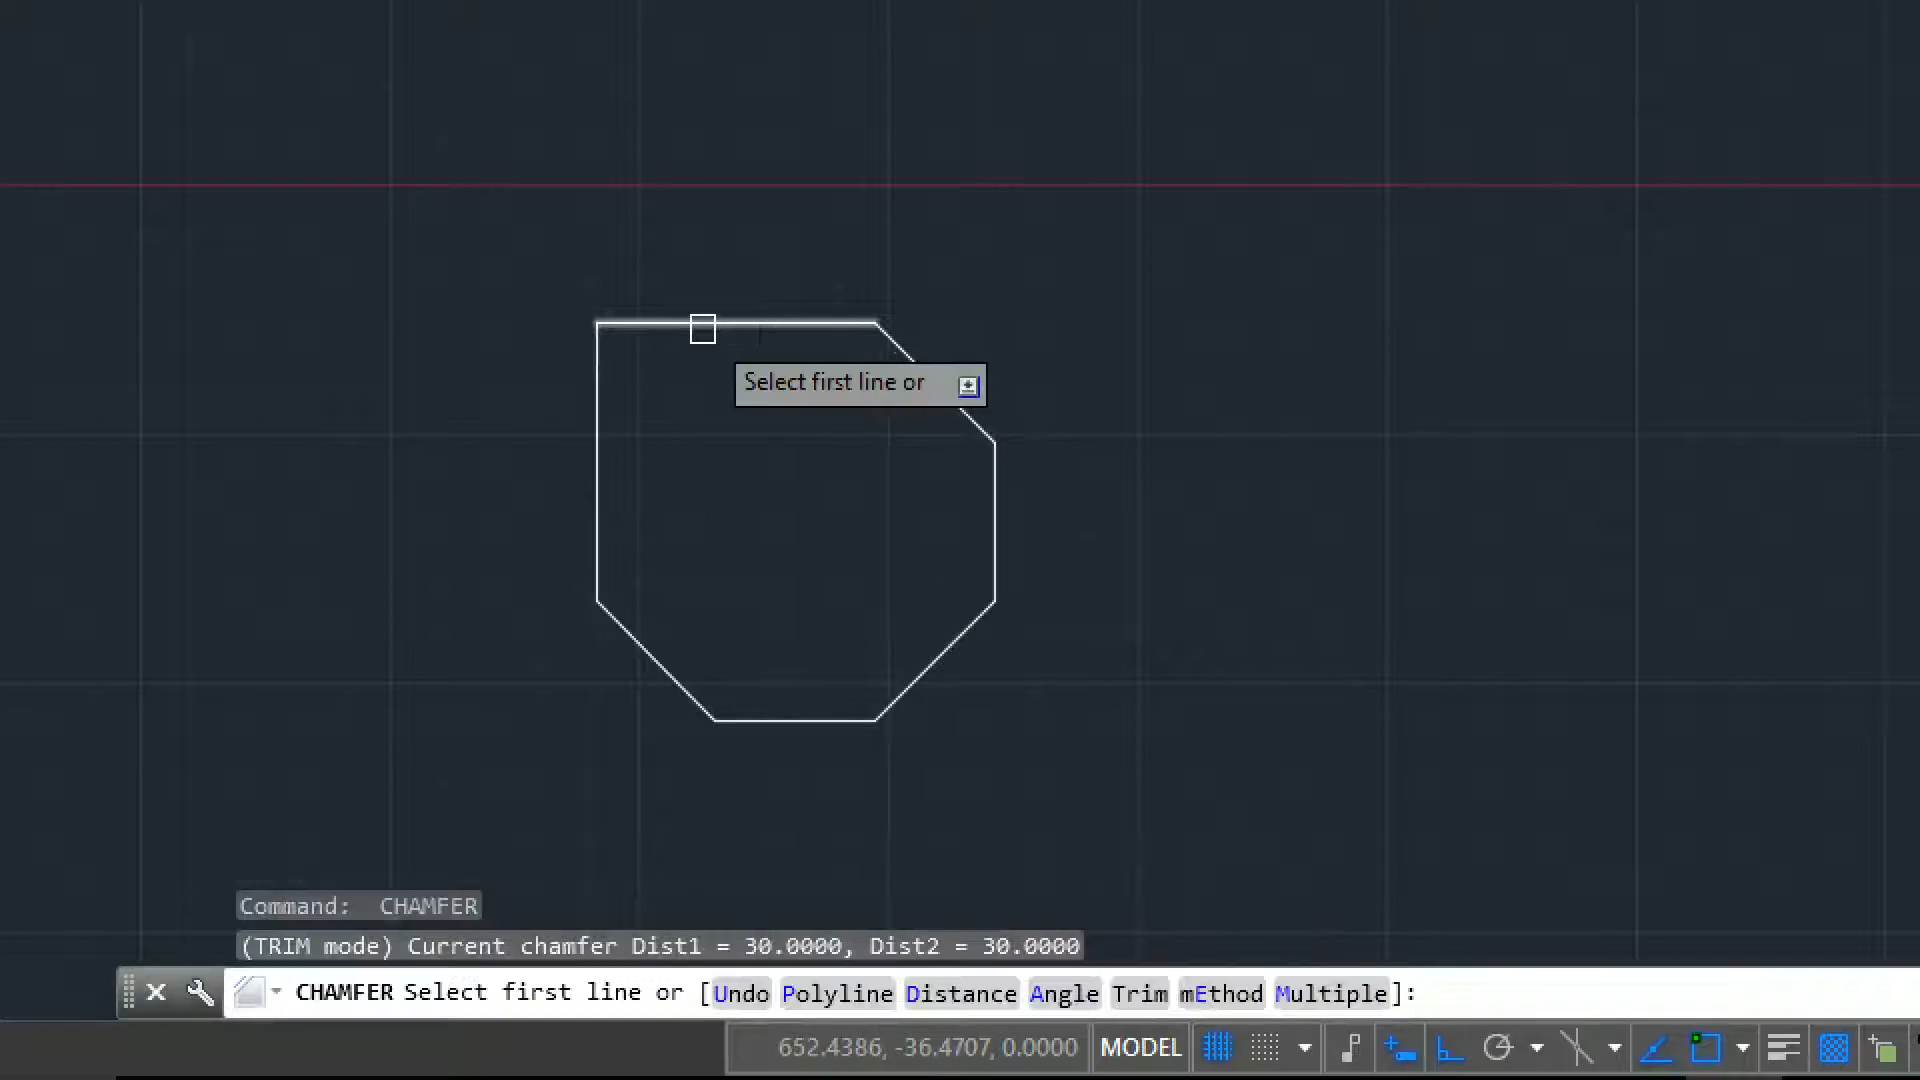 Select first line or
Command:  CHAMFER
(TRIM mode) Current chamfer Dist1 = 30.0000, Dist2 = 30.0000
CHAMFER Select first line or [Undo Polyline Distance Angle Trim mEthod Multiple]:
652.4386, -36.4707, 0.0000 MODEL